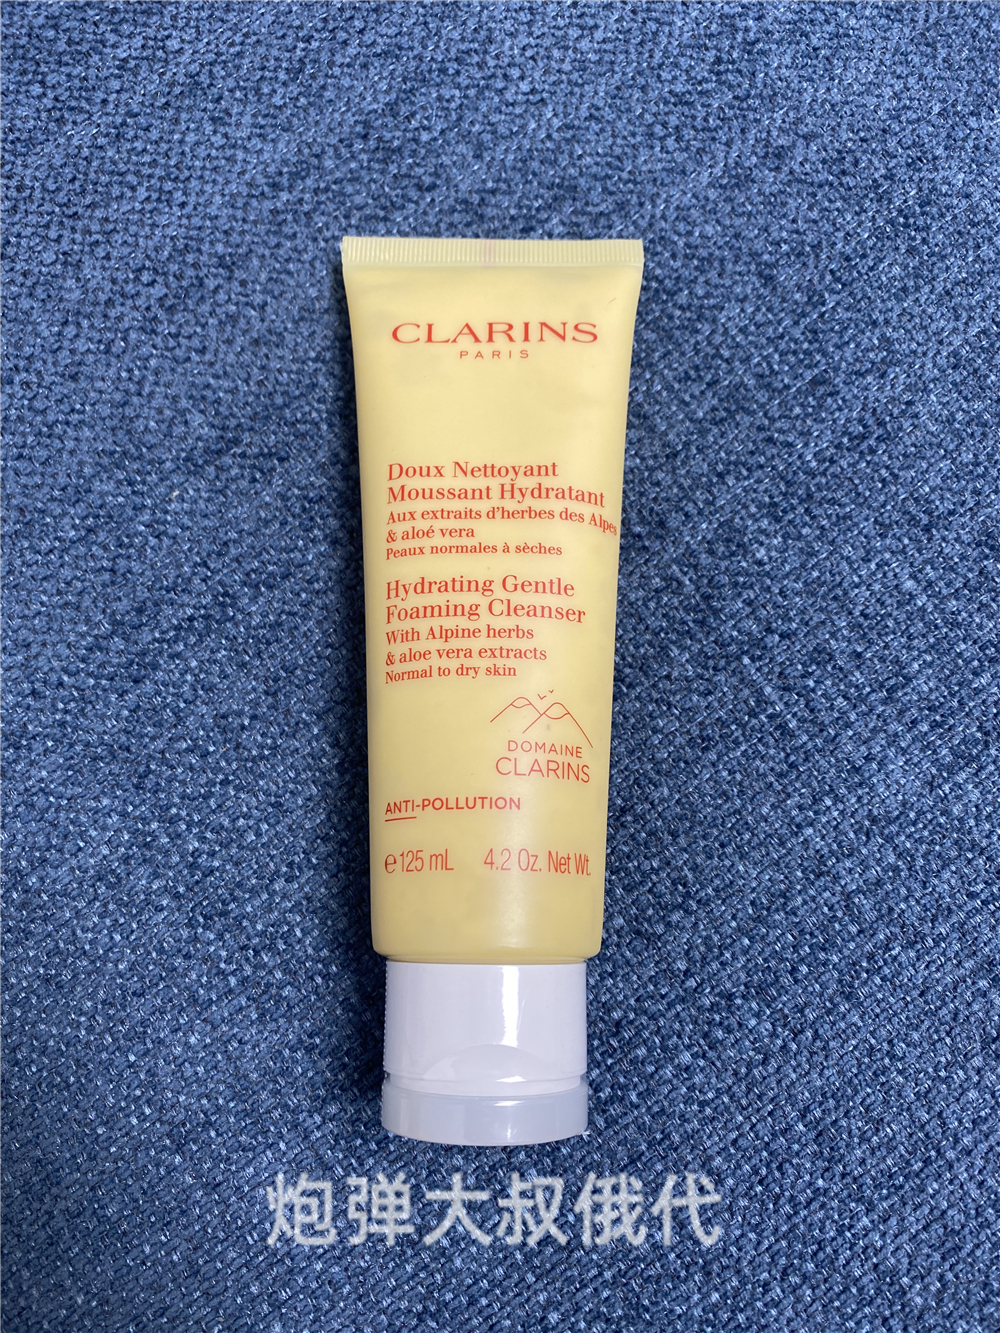 CLARINS
PARIS
Doux Nettoyant
Moussant Hydratant
Aux extraits d'herbes des Alpes
& aloé vera
Peaux normales à sèches
Hydrating Gentle
Foaming Cleanser
With Alpine herbs
& aloe vera extracts
Normal to dry skin
DOMAINE
CLARINS
ANTI-POLLUTION
℮125 mL 4.2 Oz. Net Wt.
炮弹大叔俄代